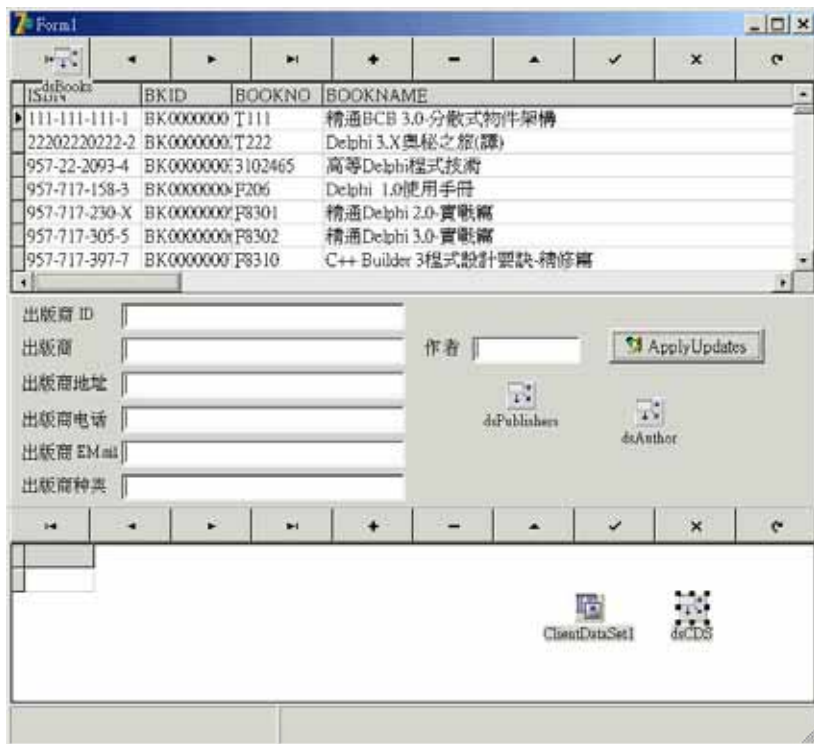 Form1
dsBooks
BKID BOOKNO BOOKNAME
111-111-111-1 BK0000000 T111 精通BCB 3.0-分散式物件架構
22202220222-2 BK0000000 T222 Delphi 3.X奧秘之旅(譯)
957-22-2093-4 BK0000000 3102465 高等Delphi程式技術
957-717-158-3 BK0000000 F206 Delphi 1.0使用手冊
957-717-230-X BK0000000 F8301 精通Delphi 2.0-實戰篇
957-717-305-5 BK0000000 F8302 精通Delphi 3.0-實戰篇
957-717-397-7 BK0000000 F8310 C++ Builder 3程式設計要訣-精修篇
出版商 ID
出版商 作者 ApplyUpdates
出版商地址
dsPublishers
出版商电话
dsAuthor
出版商 EMail
出版商种类
ClientDataSet1 dsCDS